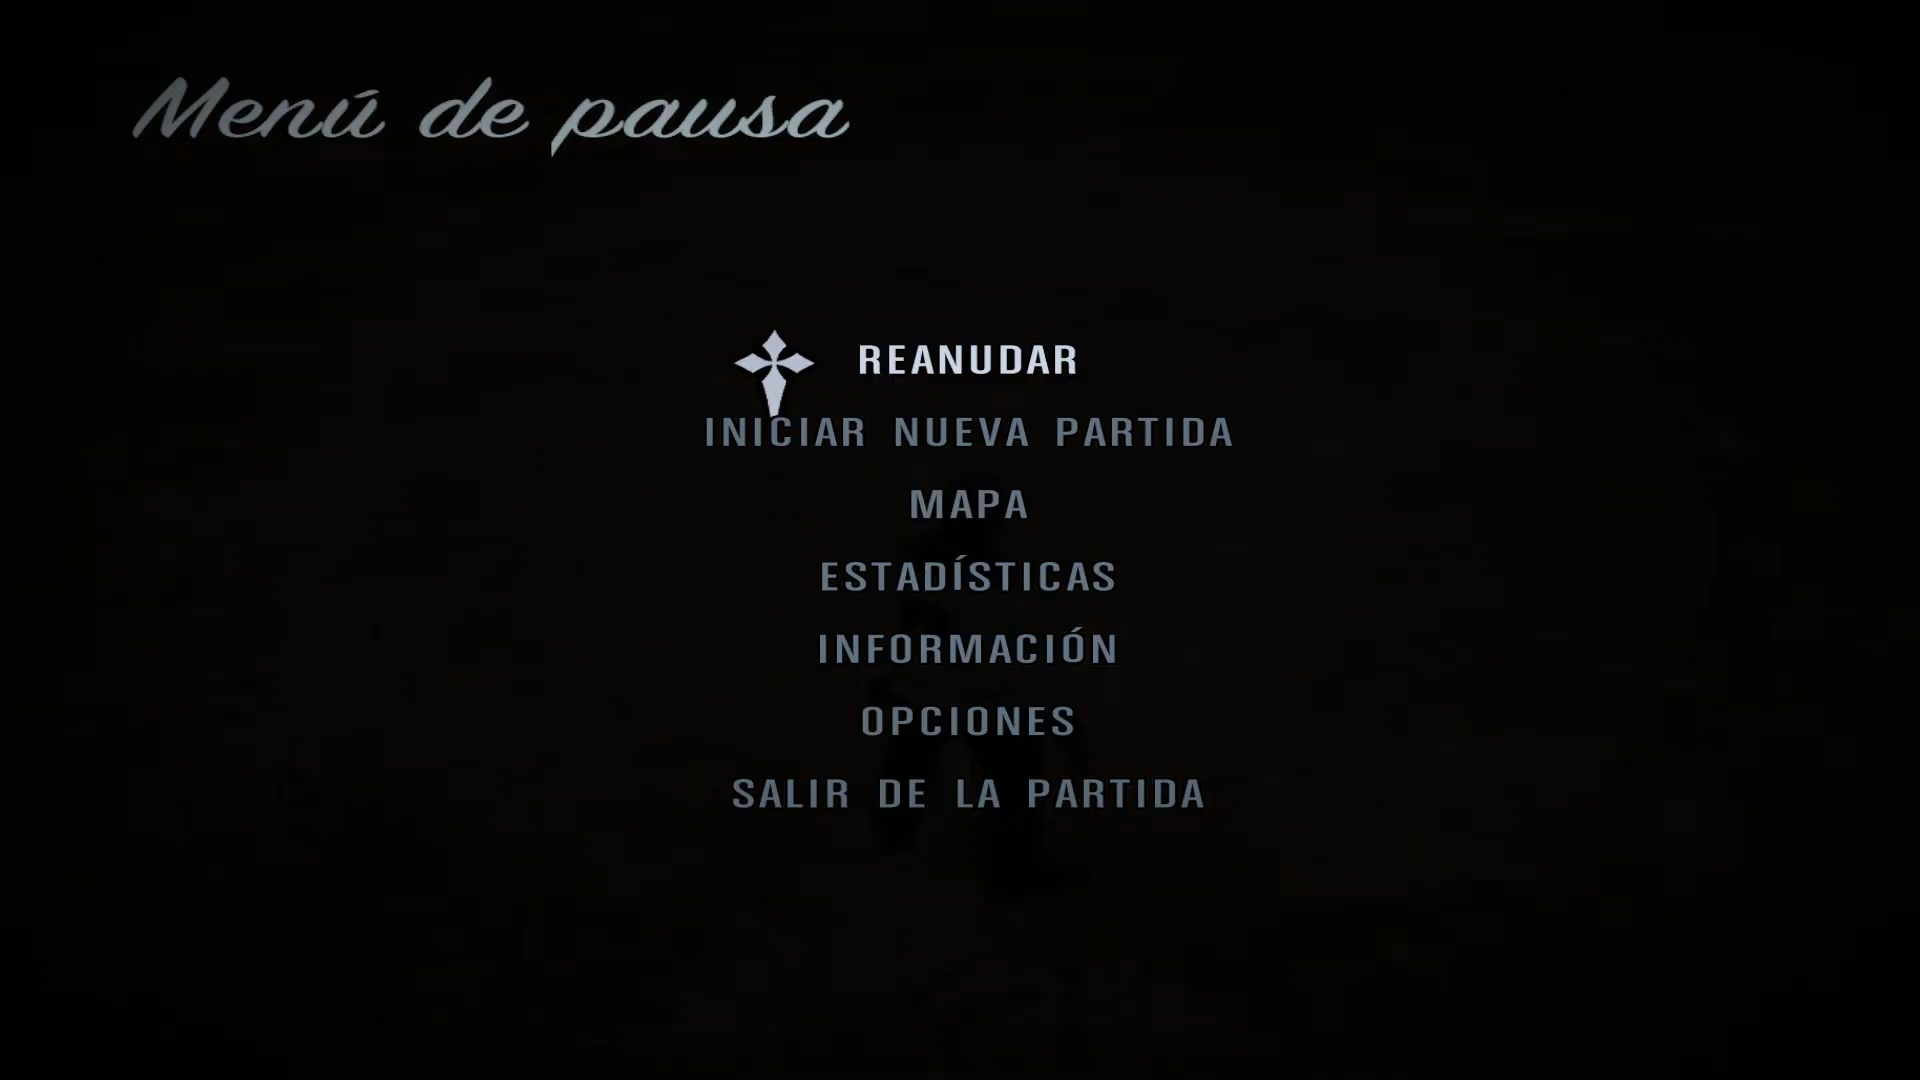 Menú de pausa
REANUDAR
INICIAR NUEVA PARTIDA
MAPA
ESTADÍSTICAS
INFORMACIÓN
OPCIONES
SALIR DE LA PARTIDA